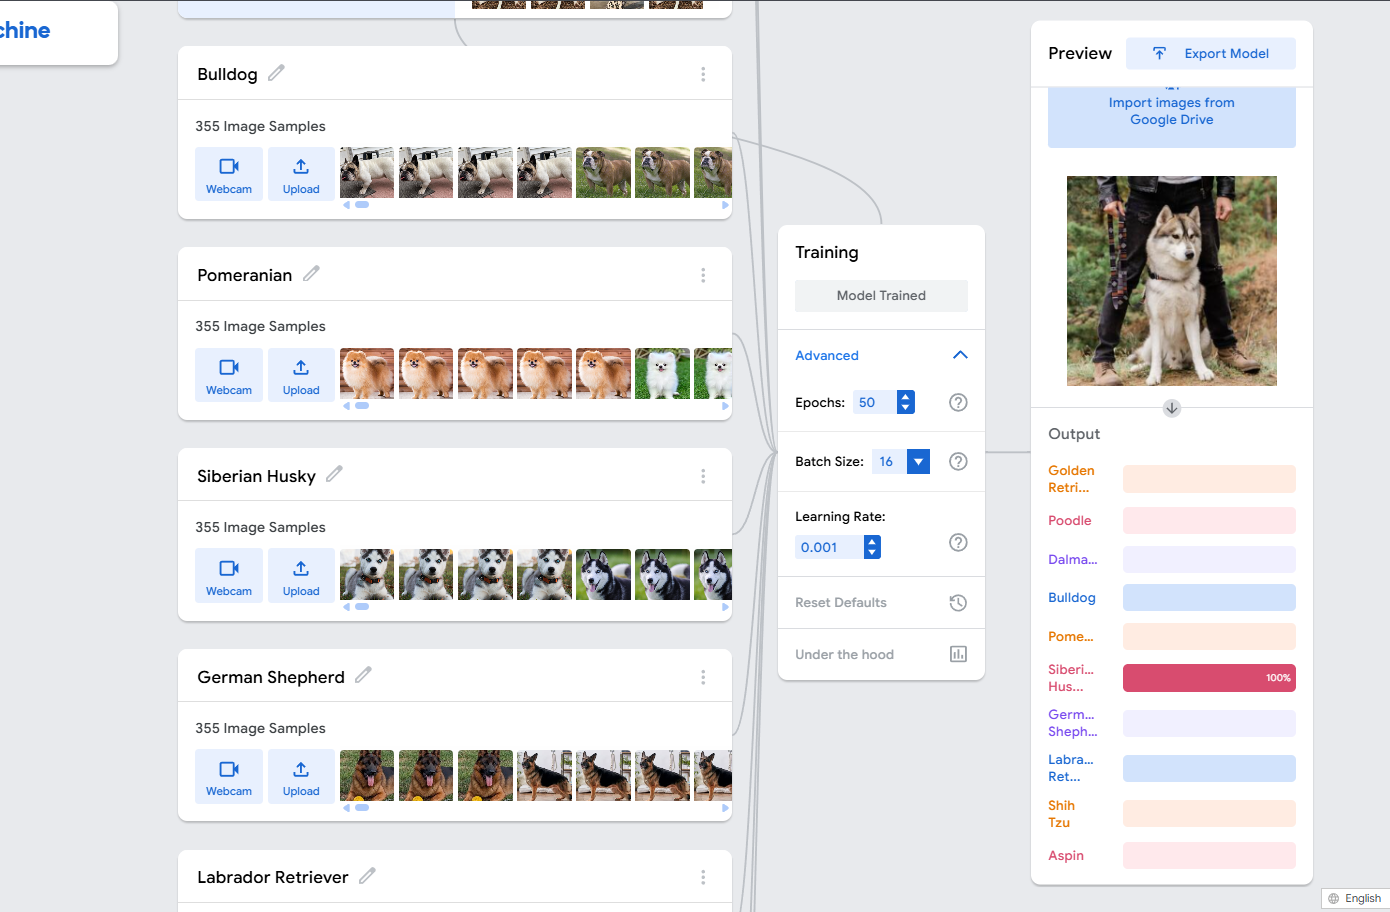 chine
Bulldog
355 Image Samples
Webcam
Upload
Pomeranian
355 Image Samples
Webcam
Upload
Siberian Husky
355 Image Samples
Webcam
Upload
German Shepherd
355 Image Samples
Webcam
Upload
Labrador Retriever
Training
Model Trained
Advanced
Epochs: 50
Batch Size: 16
Learning Rate:
0.001
Reset Defaults
Under the hood
Preview
Export Model
Import images from
Google Drive
Output
Golden
Retri...
Poodle
Dalma...
Bulldog
Pome...
Siberi...
Hus...
100%
Germ...
Sheph...
Labra...
Ret...
Shih
Tzu
Aspin
English